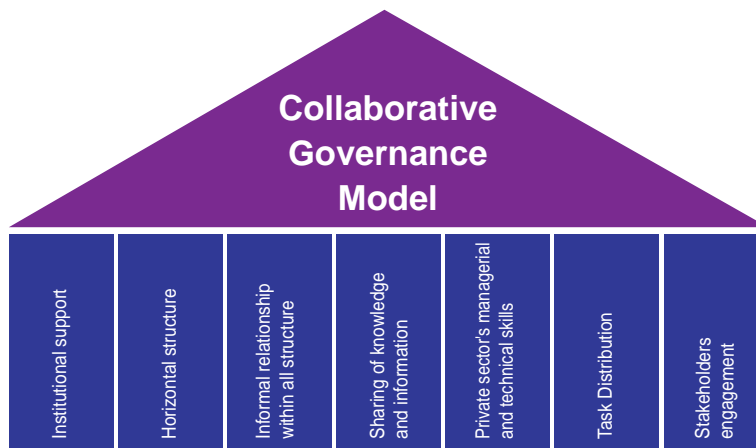 Collaborative
Governance
Model
Institutional support
Horizontal structure
Informal relationship
within all structure
Sharing of knowledge
and information
Private sector's managerial
and technical skills
Task Distribution
Stakeholders
engagement